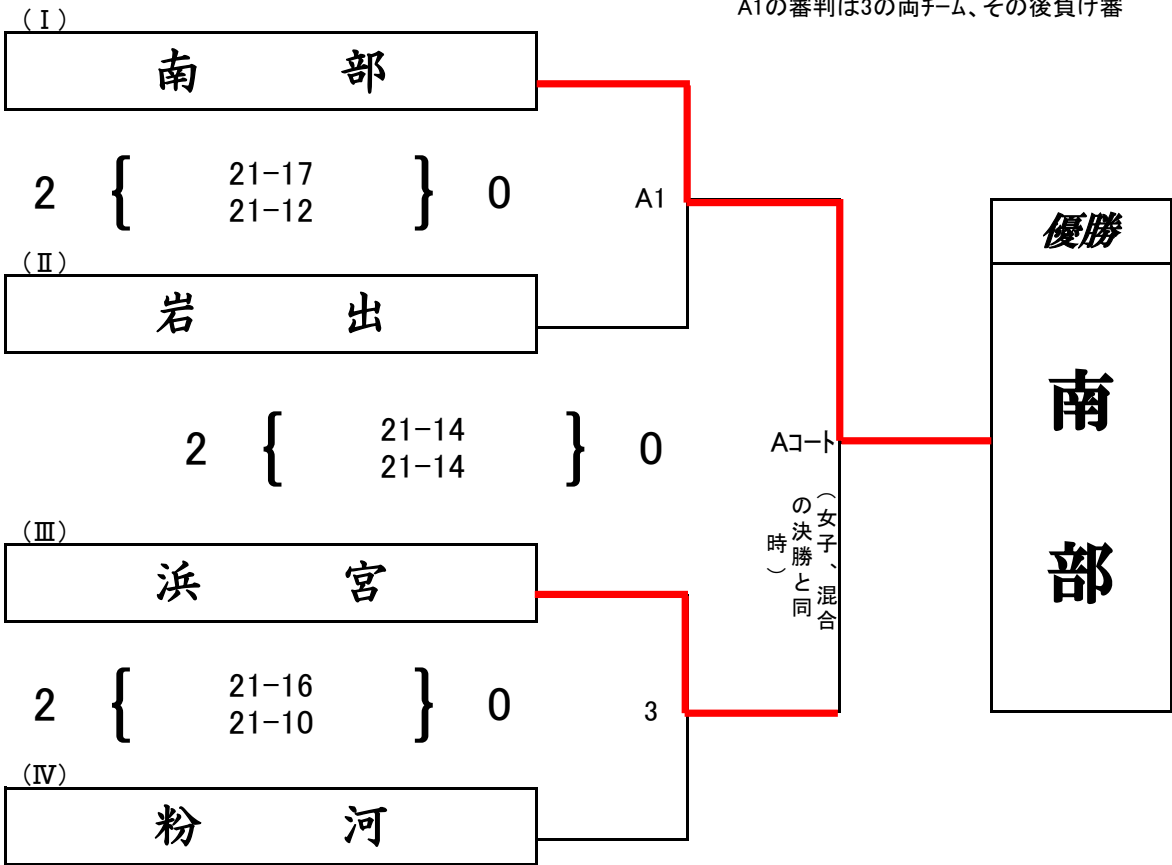 A1の審判は3の両チーム、その後負け審
(Ⅰ)
南 部
2 { 21-17 } 0
21-12
A1
(Ⅱ)
岩 出
優勝
南部
2 { 21-14 } 0
21-14
Aコート
(女子、混合
の決勝と同
時)
(Ⅲ)
浜 宮
2 { 21-16 } 0
21-10
3
(Ⅳ)
粉 河